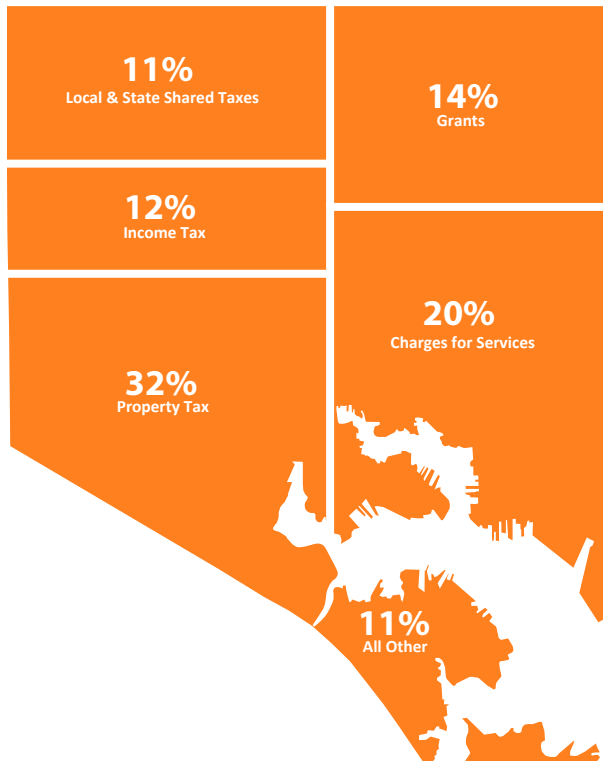 11%
Local & State Shared Taxes
14%
Grants
12%
Income Tax
20%
Charges for Services
32%
Property Tax
11%
All Other